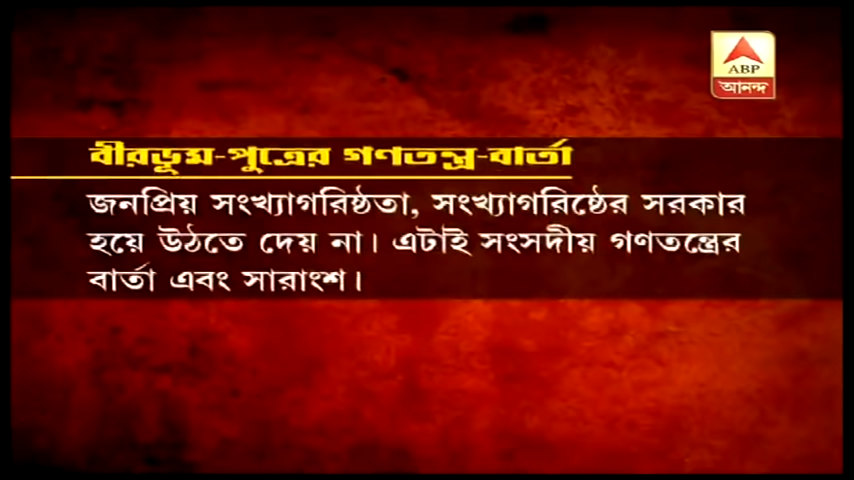 ABP
আনন্দ
বীরভূম-পুত্রের গণতন্ত্র-বার্তা
জনপ্রিয় সংখ্যাগরিষ্ঠতা, সংখ্যাগরিষ্ঠের সরকার
হয়ে উঠতে দেয় না। এটাই সংসদীয় গণতন্ত্রের
বার্তা এবং সারাংশ।